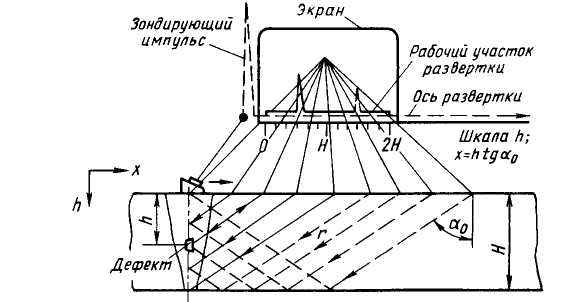 Экран
Зондирующий
импульс
Рабочий участок
развертки
Ось развертки
0
H
2H
Шкала h;
x=htgα₀
x
h
h
Дефект
r
α₀
H